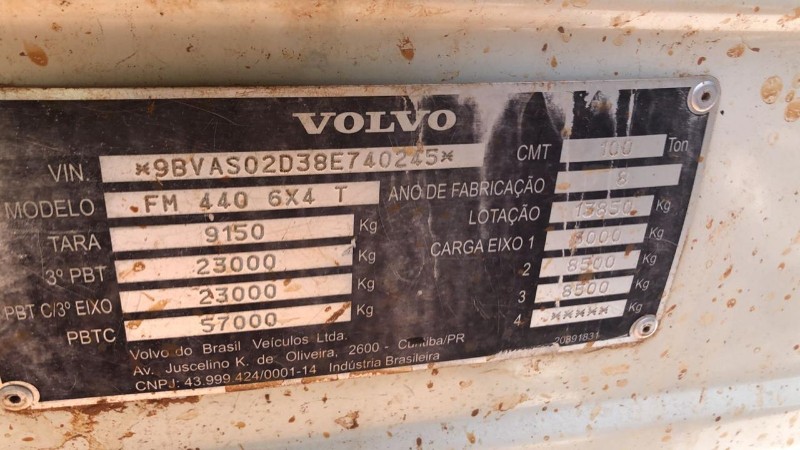 VOLVO
VIN. *9BVAS02D38E740245*
MODELO FM 440 6X4 T
TARA 9150 Kg
3º PBT 23000 Kg
PBT C/3º EIXO 23000 Kg
PBTC 57000 Kg
CMT 100 Ton
ANO DE FABRICAÇÃO 8
LOTAÇÃO 13850 Kg
CARGA EIXO 1 6000 Kg
2 8500 Kg
3 8500 Kg
4 ***** Kg
Volvo do Brasil Veículos Ltda.
Av. Juscelino K. de Oliveira, 2600 - Curitiba/PR
CNPJ: 43.999.424/0001-14 Indústria Brasileira
20891831